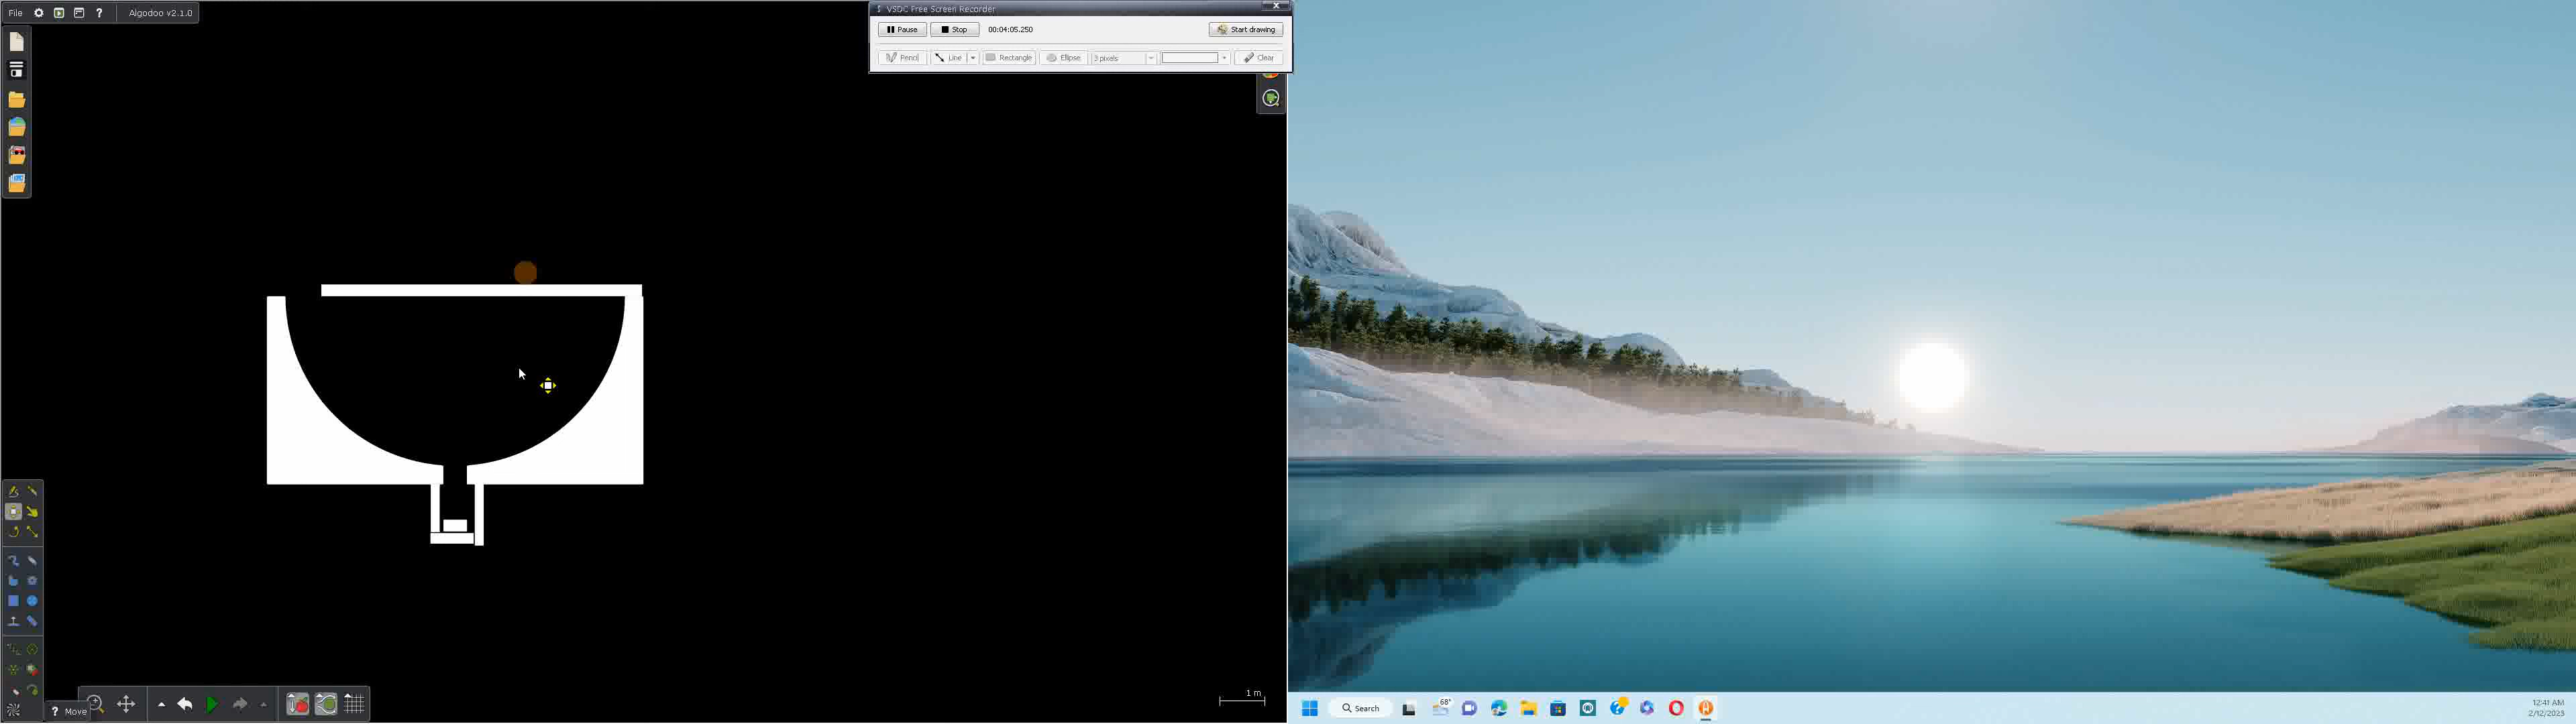 File
Algodoo v2.1.0
VSDC Free Screen Recorder
Pause
Stop
00:04:05.250
Start drawing
Pencil
Line
Rectangle
Ellipse
3 pixels
Clear
1 m
? Move
Search
68°
12:41 AM
2/12/2023